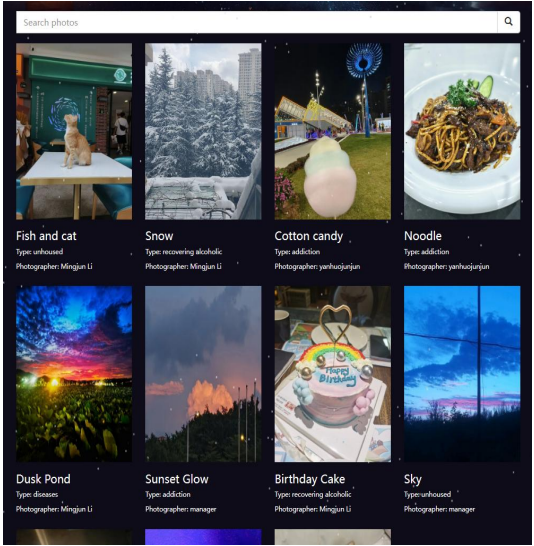 Search photos
Fish and cat
Type: unhoused
Photographer: Mingjun Li
Snow
Type: recovering alcoholic
Photographer: Mingjun Li
Cotton candy
Type: addiction
Photographer: yanhuojunjun
Noodle
Type: addiction
Photographer: yanhuojunjun
Happy
Birthday
Dusk Pond
Type: diseases
Photographer: Mingjun Li
Sunset Glow
Type: addiction
Photographer: manager
Birthday Cake
Type: recovering alcoholic
Photographer: Mingjun Li
Sky
Type: unhoused
Photographer: manager